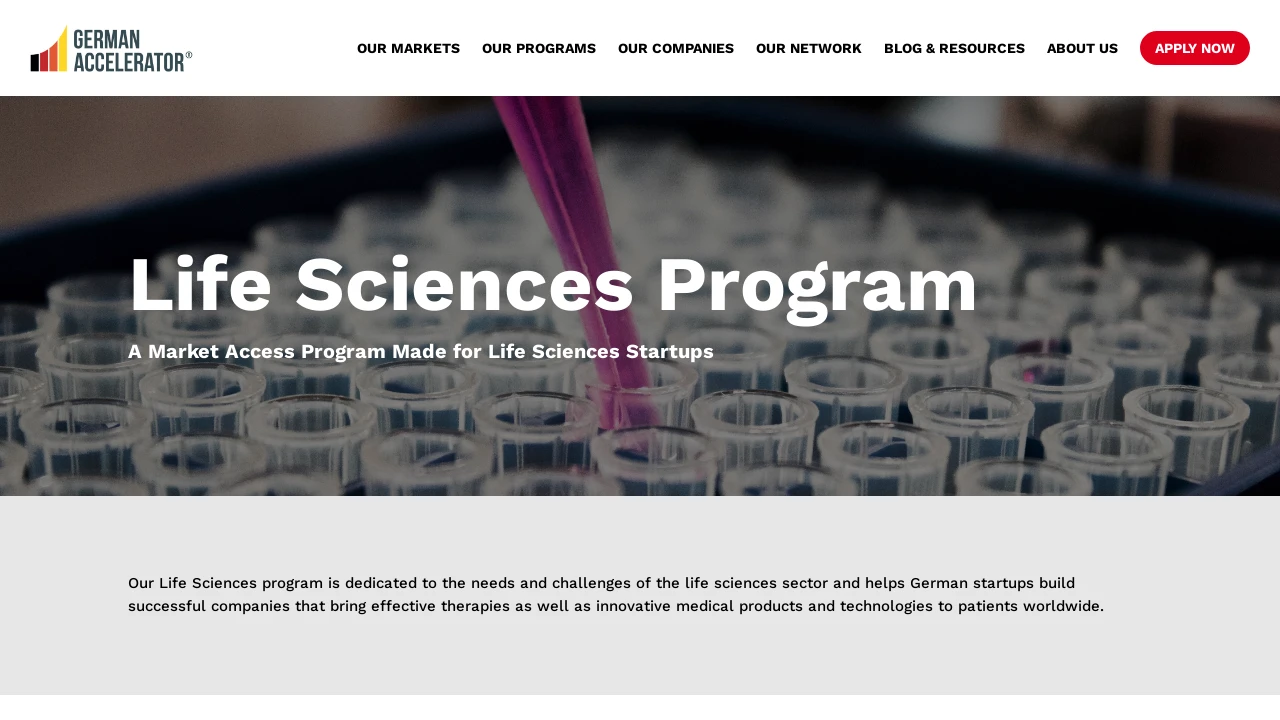 GERMAN
ACCELERATOR®
OUR MARKETS
OUR PROGRAMS
OUR COMPANIES
OUR NETWORK
BLOG & RESOURCES
ABOUT US
APPLY NOW
Life Sciences Program
A Market Access Program Made for Life Sciences Startups
Our Life Sciences program is dedicated to the needs and challenges of the life sciences sector and helps German startups build
successful companies that bring effective therapies as well as innovative medical products and technologies to patients worldwide.